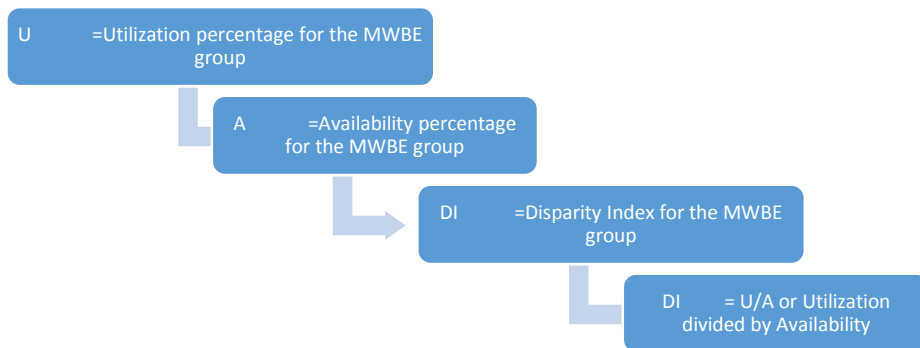 U =Utilization percentage for the MWBE
group
A =Availability percentage
for the MWBE group
DI =Disparity Index for the MWBE
group
DI = U/A or Utilization
divided by Availability